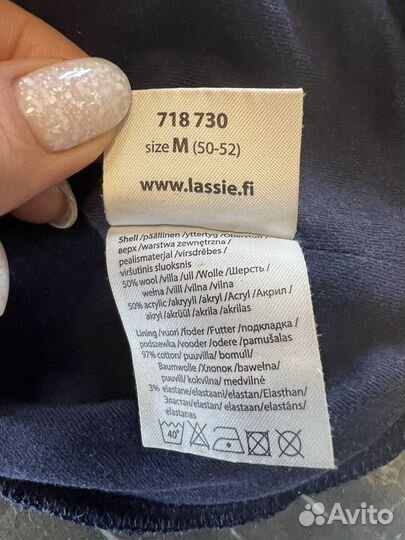 718 730
size M (50-52)
www.lassie.fi
Shell /päällinen /yttertyg /Oberstoff /
верх /warstwa zewnętrzna /
pealismaterjal /virsdrēbes /
viršutinis sluoksnis
50% wool /villa /ull /Wolle /Шерсть /
wełna /villi /vilna /vilna
50% acrylic /akryyli /akryl /Acryl /Акрил /
akryl /akrüül /akrila /akrilas
Lining /vuori /foder /Futter /подкладка /
podszewka /vooder /odere /pamušalas
97% cotton/ puuvilla/ bomull/
Baumwolle /Хлопок /bawełna/
puuvill/ kokvilna/ medvilnė
3% elastane/elastaani/elastan/Elasthan/
Эластан/elastan/ elastaan/elastāns/
elastanas
40°
Avito